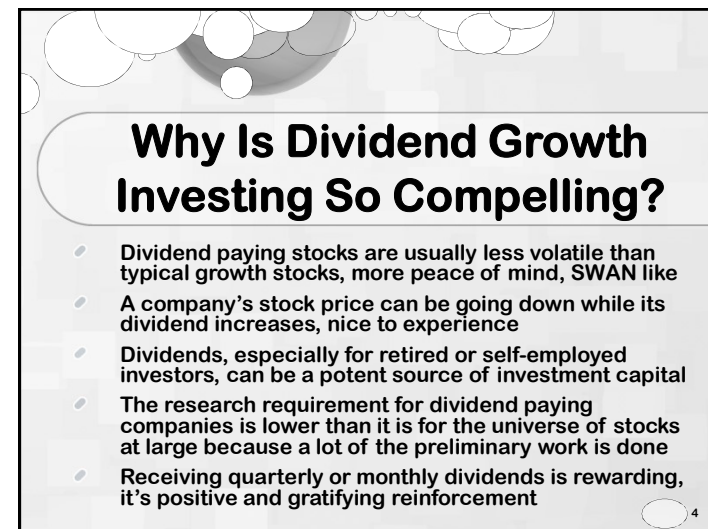 Why Is Dividend Growth
Investing So Compelling?
Dividend paying stocks are usually less volatile than
typical growth stocks, more peace of mind, SWAN like
A company's stock price can be going down while its
dividend increases, nice to experience
Dividends, especially for retired or self-employed
investors, can be a potent source of investment capital
The research requirement for dividend paying
companies is lower than it is for the universe of stocks
at large because a lot of the preliminary work is done
Receiving quarterly or monthly dividends is rewarding,
it's positive and gratifying reinforcement
4